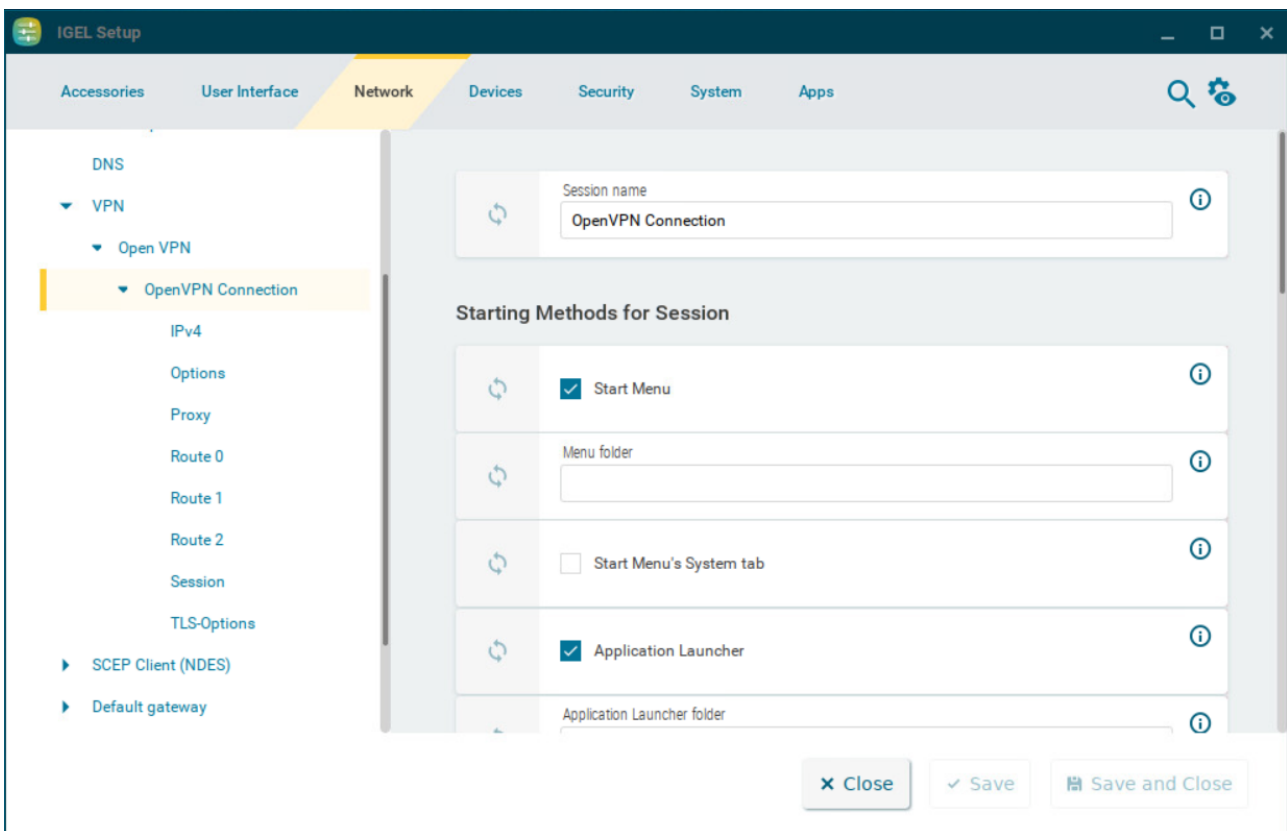 IGEL Setup
Accessories User Interface Network Devices Security System Apps
DNS
VPN
Open VPN
OpenVPN Connection
IPv4
Options
Proxy
Route 0
Route 1
Route 2
Session
TLS-Options
SCEP Client (NDES)
Default gateway
Session name
OpenVPN Connection
Starting Methods for Session
Start Menu
Menu folder
Start Menu's System tab
Application Launcher
Application Launcher folder
Close Save Save and Close